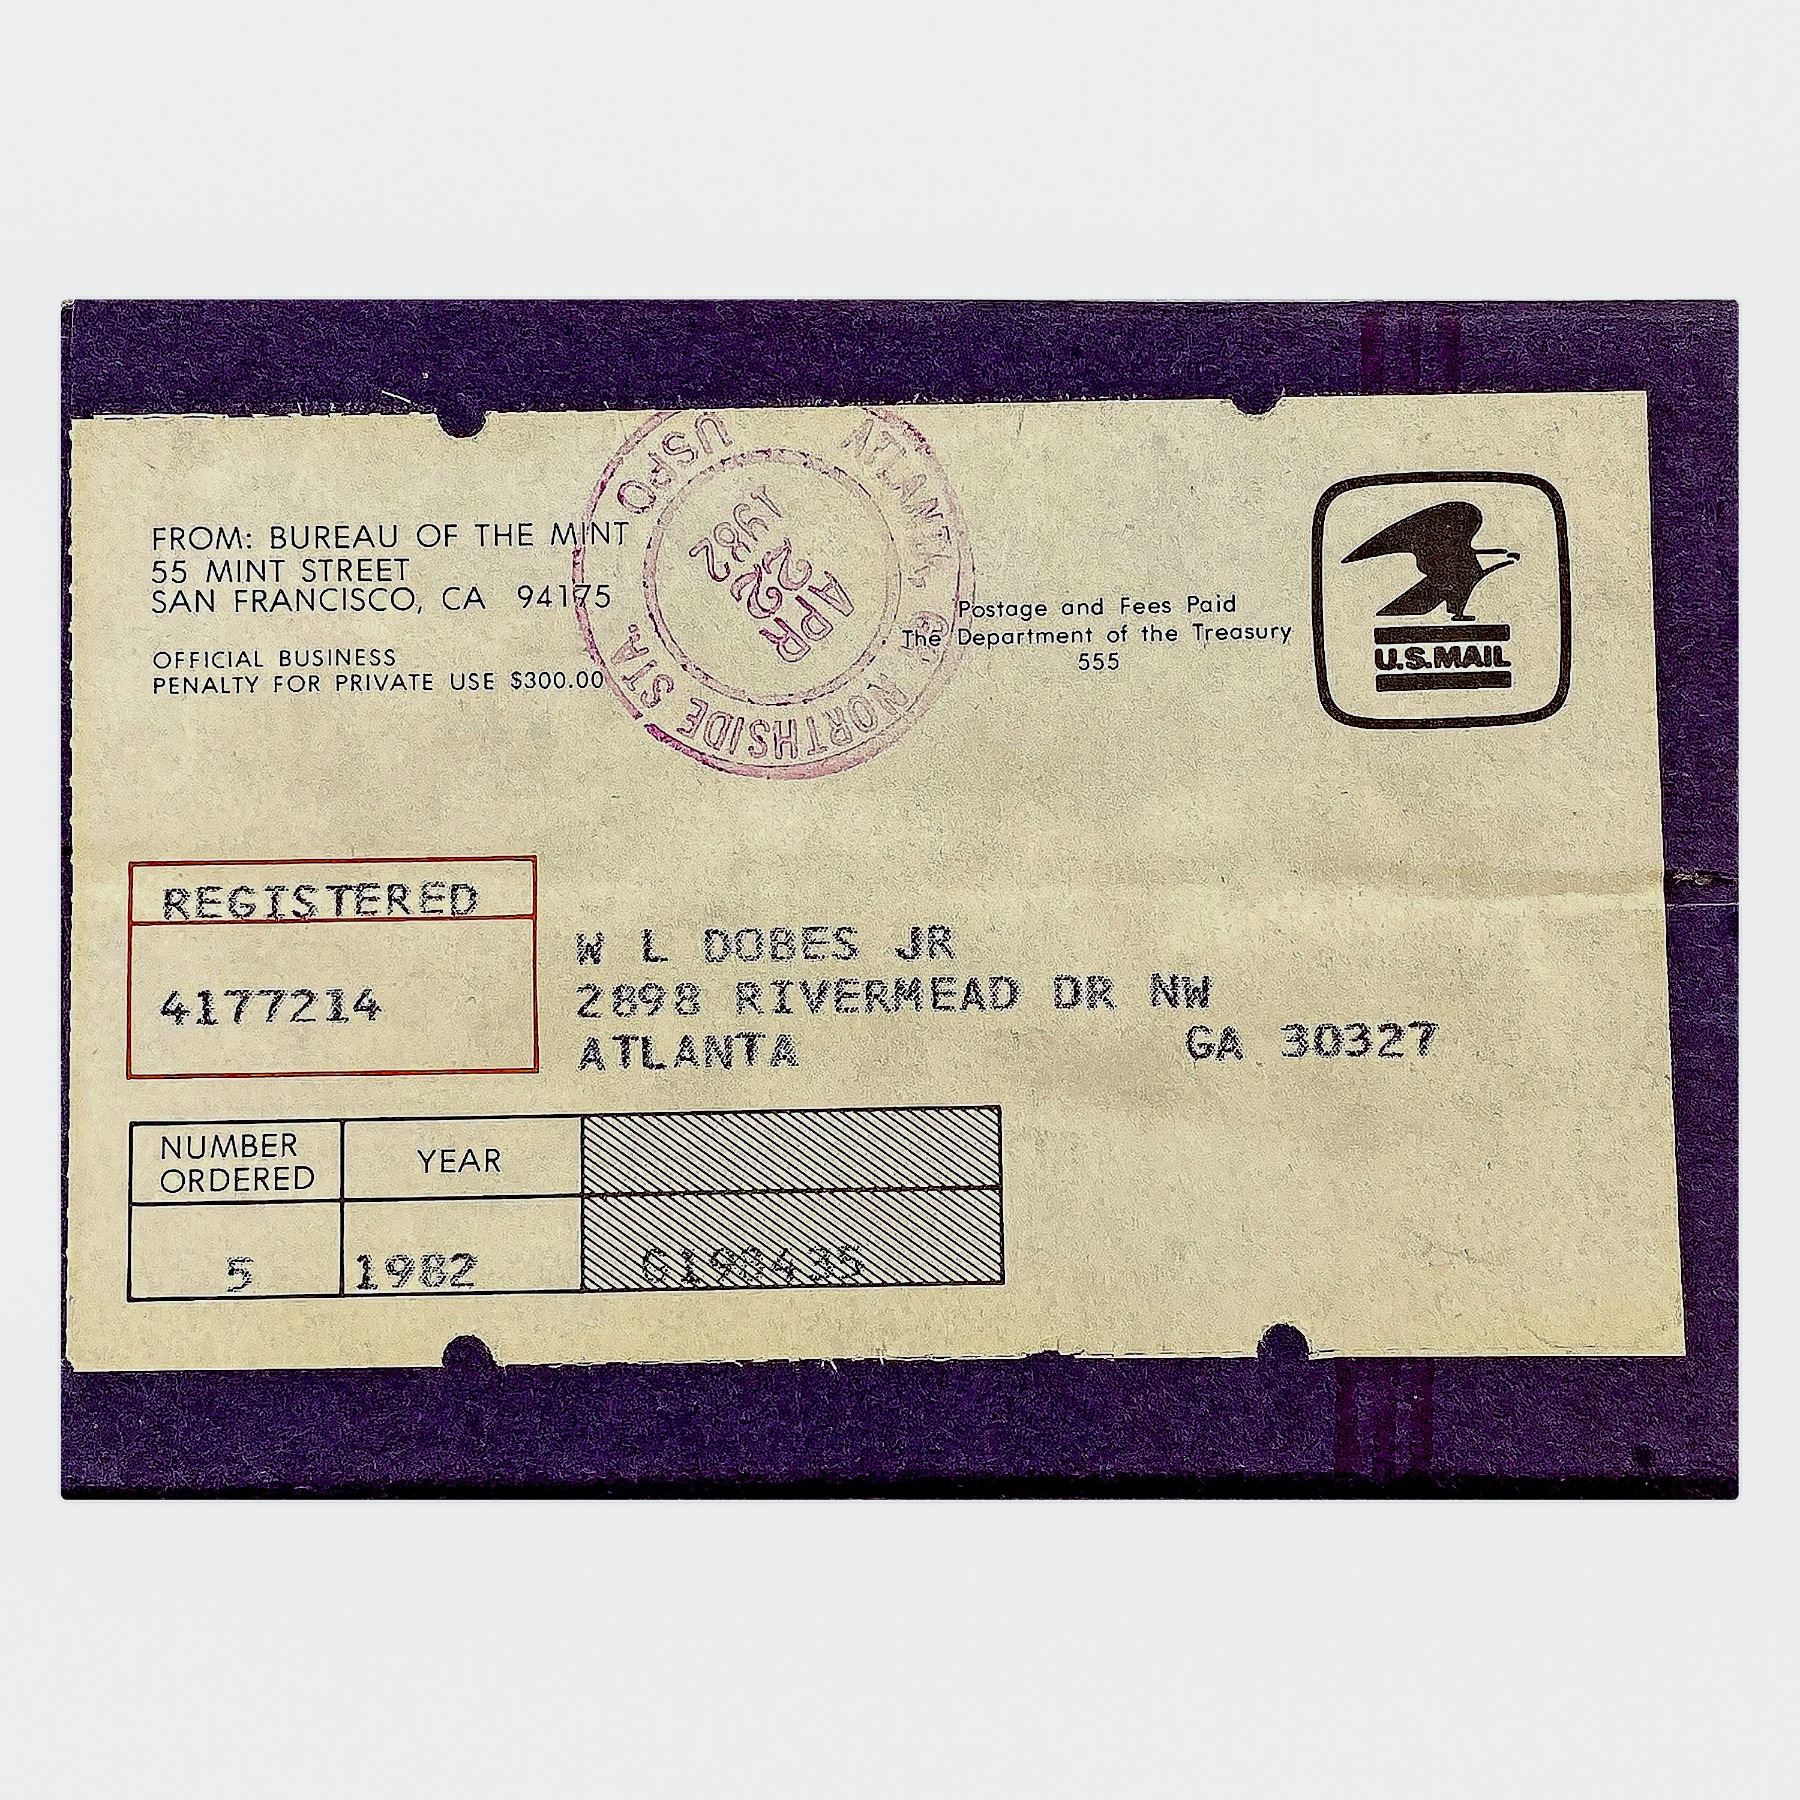 FROM: BUREAU OF THE MINT
55 MINT STREET
SAN FRANCISCO, CA 94175
OFFICIAL BUSINESS
PENALTY FOR PRIVATE USE $300.00
ATLANTA,
NORTHSIDE STA.
USPO
APR
22
1982
Postage and Fees Paid
The Department of the Treasury
555
U.S.MAIL
REGISTERED
4177214
W L DOBES JR
2898 RIVERMEAD DR NW
ATLANTA GA 30327
NUMBER
ORDERED
YEAR
5 1982